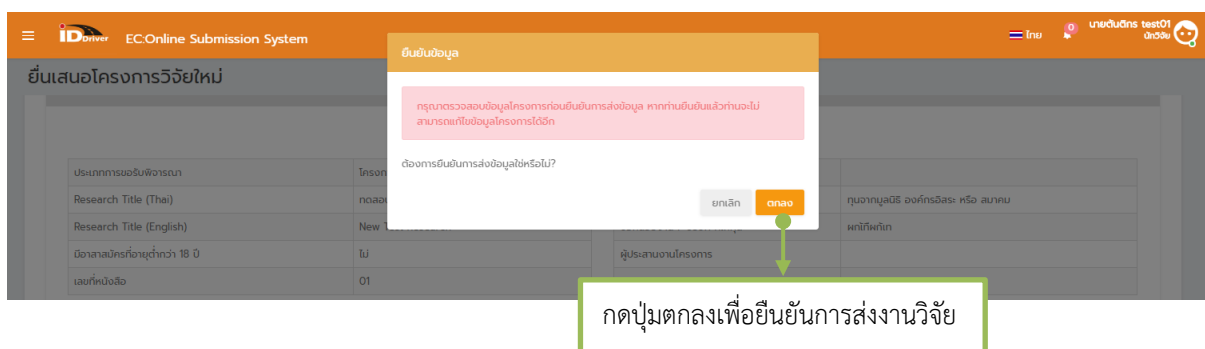 iDDriver EC:Online Submission System
ไทย
0
นายตันติกร test01
นักวิจัย
ยื่นเสนอโครงการวิจัยใหม่
ยืนยันข้อมูล
กรุณาตรวจสอบข้อมูลโครงการก่อนยืนยันการส่งข้อมูล หากท่านยืนยันแล้วท่านจะไม่
สามารถแก้ไขข้อมูลโครงการได้อีก
ต้องการยืนยันการส่งข้อมูลใช่หรือไม่?
ยกเลิก ตกลง
ประเภทการขอรับพิจารณา
Research Title (Thai) ทุนจากมูลนิธิ องค์กรอิสระ หรือ สมาคม
Research Title (English) New
มีอาสาสมัครที่อายุต่ำกว่า 18 ปี ไม่ ผู้ประสานงานโครงการ
เลขที่หนังสือ 01
กดปุ่มตกลงเพื่อยืนยันการส่งงานวิจัย